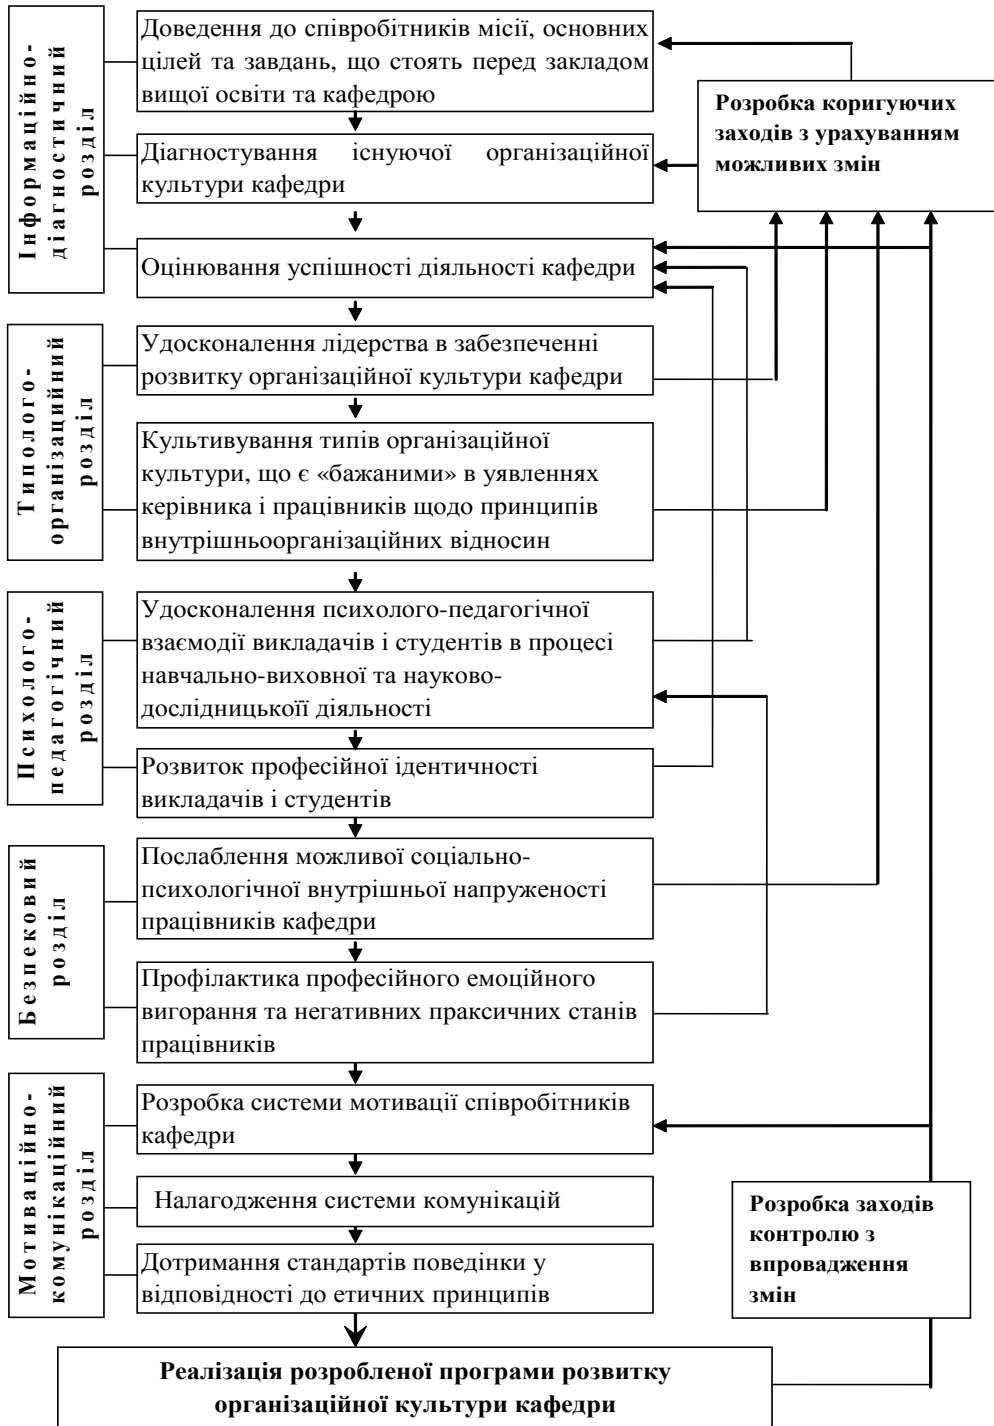 Інформаційно-
діагностичний
розділ
Доведення до співробітників місії, основних
цілей та завдань, що стоять перед закладом
вищої освіти та кафедрою
Діагностування існуючої організаційної
культури кафедри
Оцінювання успішності діяльності кафедри
Розробка коригуючих
заходів з урахуванням
можливих змін
Типолого-
організаційний
розділ
Удосконалення лідерства в забезпеченні
розвитку організаційної культури кафедри
Культивування типів організаційної
культури, що є «бажаними» в уявленнях
керівника і працівників щодо принципів
внутрішньоорганізаційних відносин
Психолого-
педагогічний
розділ
Удосконалення психолого-педагогічної
взаємодії викладачів і студентів в процесі
навчально-виховної та науково-
дослідницькоїї діяльності
Розвиток професійної ідентичності
викладачів і студентів
Безпековий
розділ
Послаблення можливої соціально-
психологічної внутрішньої напруженості
працівників кафедри
Профілактика професійного емоційного
вигорання та негативних праксичних станів
працівників
Мотиваційно-
комунікаційний
розділ
Розробка системи мотивації співробітників
кафедри
Налагодження системи комунікацій
Дотримання стандартів поведінки у
відповідності до етичних принципів
Розробка заходів
контролю з
впровадження
змін
Реалізація розробленої програми розвитку
організаційної культури кафедри